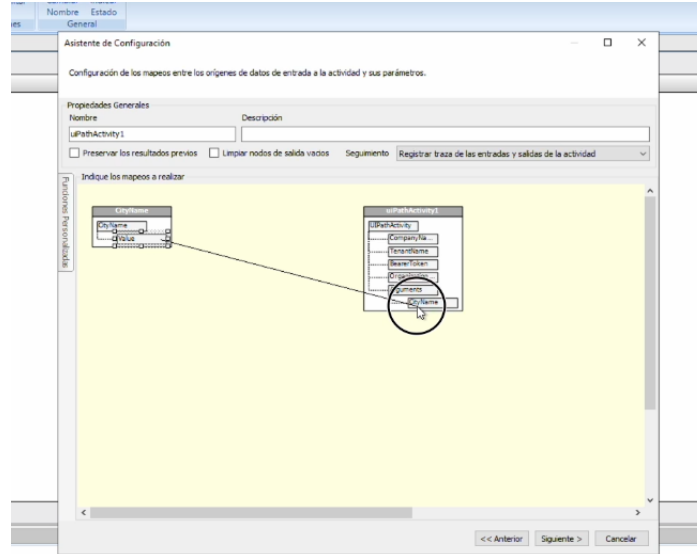 Nombre Estado
nes General
Asistente de Configuración
Configuración de los mapeos entre los orígenes de datos de entrada a la actividad y sus parámetros.
Propiedades Generales
Nombre Descripción
uiPathActivity1
Preservar los resultados previos Limpiar nodos de salida vacios Seguimiento Registrar traza de las entradas y salidas de la actividad
Funciones Personalizadas
Indique los mapeos a realizar
CityName uiPathActivity1
CityName UIPathActivity
Value CompanyNa...
TenantName
BearerToken
Arguments
CityName
<< Anterior Siguiente > Cancelar